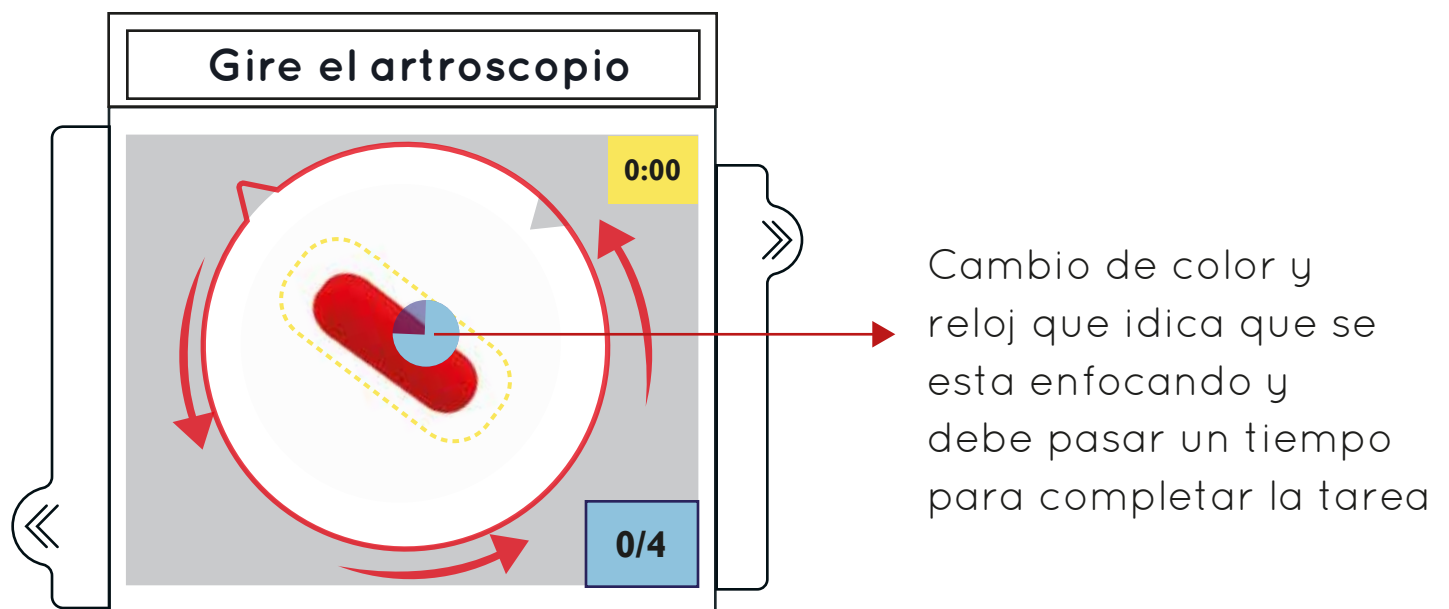 Gire el artroscopio
0:00
Cambio de color y
reloj que idica que se
esta enfocando y
debe pasar un tiempo
para completar la tarea
0/4